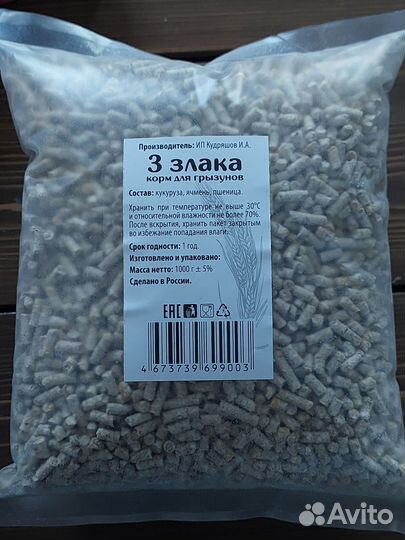 Производитель: ИП Кудряшов И.А.
3 злака
корм для грызунов
Состав: кукуруза, ячмень, пшеница.
Хранить при температуре не выше 30°С
и относительной влажности не более 70%.
После вскрытия, хранить пакет закрытым
во избежание попадания влаги.
Срок годности: 1 год.
Изготовлено и упаковано:
Масса нетто: 1000 г ± 5%
Сделано в России.
EAC
4 673739 699003
Avito